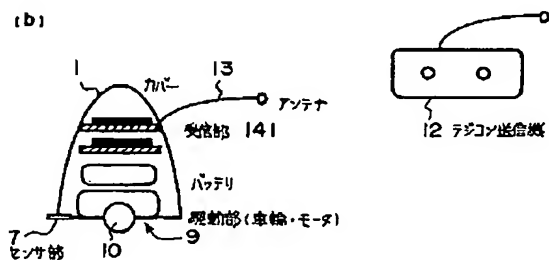 (b)
1
カバー
13
アンテナ
受信部 141
バッテリ
駆動部(車輪・モータ)
7
センサ部
10
9
12 ラジコン送信機